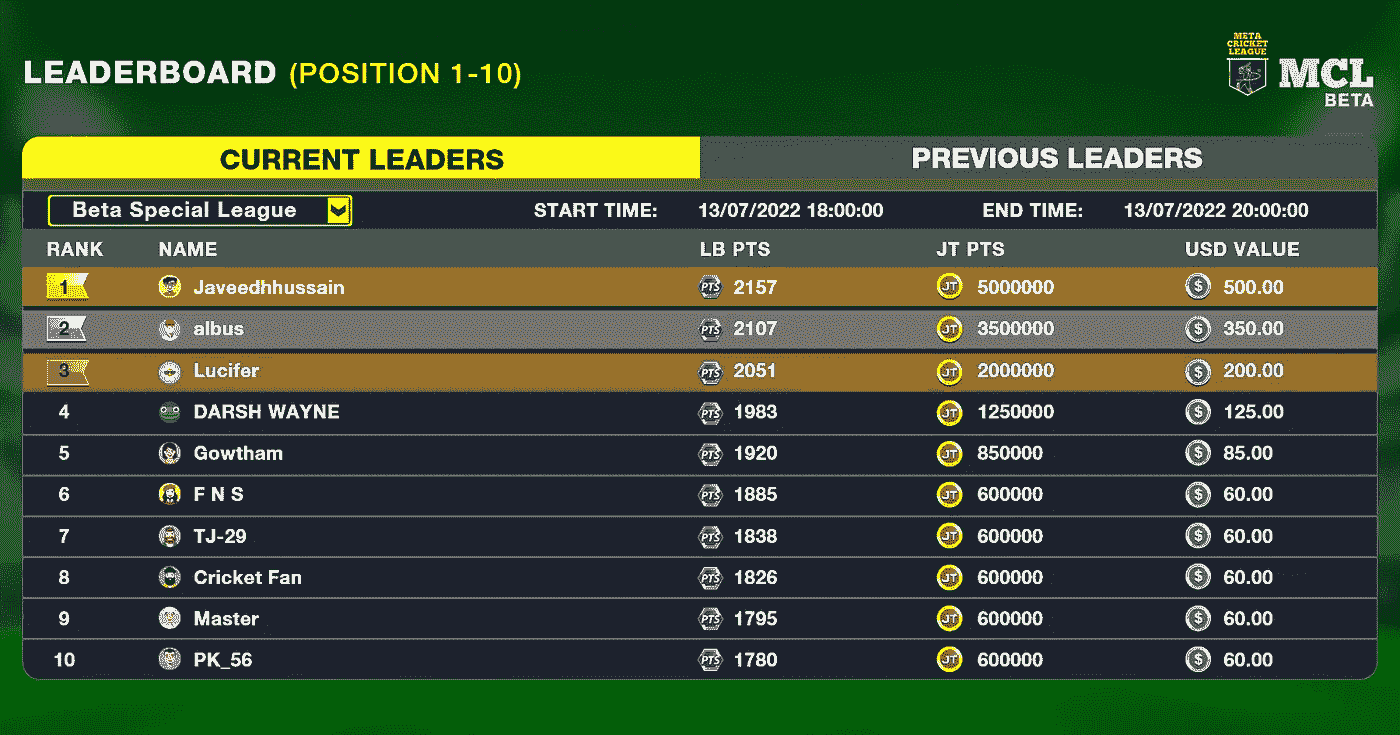 META
CRICKET
LEAGUE
LEADERBOARD (POSITION 1-10)
MCL
BETA
CURRENT LEADERS PREVIOUS LEADERS
Beta Special League START TIME: 13/07/2022 18:00:00 END TIME: 13/07/2022 20:00:00
RANK NAME LB PTS JT PTS USD VALUE
1 Javeedhhussain PTS 2157 JT 5000000 $ 500.00
2 albus PTS 2107 JT 3500000 $ 350.00
3 Lucifer PTS 2051 JT 2000000 $ 200.00
4 DARSH WAYNE PTS 1983 JT 1250000 $ 125.00
5 Gowtham PTS 1920 JT 850000 $ 85.00
6 F N S PTS 1885 JT 600000 $ 60.00
7 TJ-29 PTS 1838 JT 600000 $ 60.00
8 Cricket Fan PTS 1826 JT 600000 $ 60.00
9 Master PTS 1795 JT 600000 $ 60.00
10 PK_56 PTS 1780 JT 600000 $ 60.00